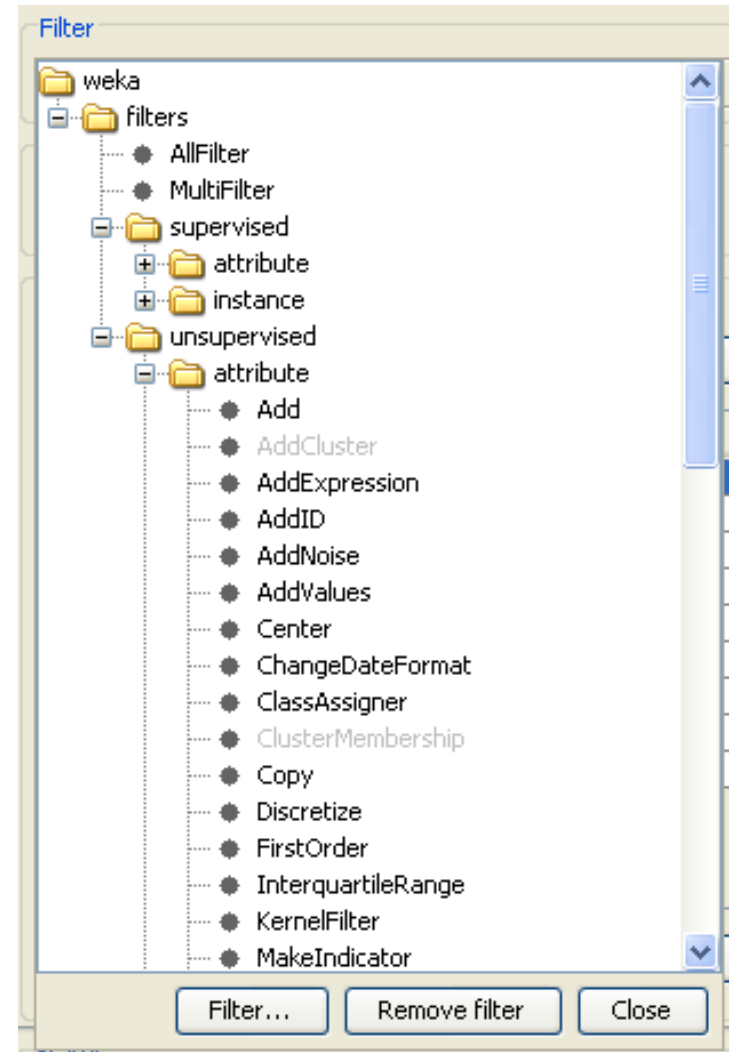 Filter
weka
filters
AllFilter
MultiFilter
supervised
attribute
instance
unsupervised
attribute
Add
AddCluster
AddExpression
AddID
AddNoise
AddValues
Center
ChangeDateFormat
ClassAssigner
ClusterMembership
Copy
Discretize
FirstOrder
InterquartileRange
KernelFilter
MakeIndicator
Filter... Remove filter Close